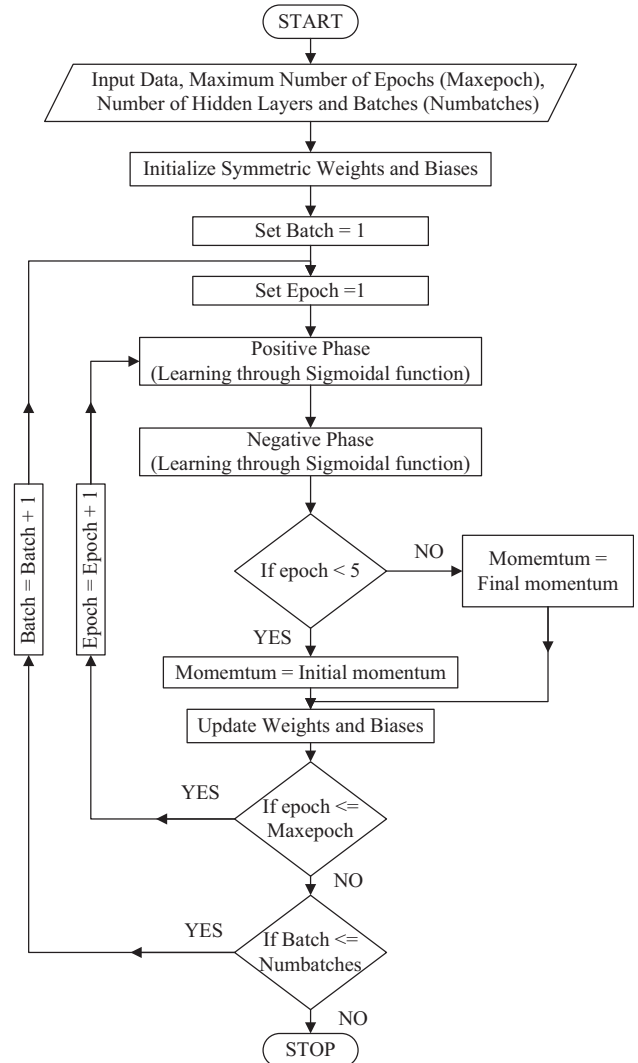 START
Input Data, Maximum Number of Epochs (Maxepoch),
Number of Hidden Layers and Batches (Numbatches)
Initialize Symmetric Weights and Biases
Set Batch = 1
Set Epoch =1
Positive Phase
(Learning through Sigmoidal function)
Negative Phase
(Learning through Sigmoidal function)
Batch = Batch + 1
Epoch = Epoch + 1
If epoch < 5
NO
Momemtum =
Final momentum
YES
Momemtum = Initial momentum
Update Weights and Biases
YES
If epoch <=
Maxepoch
NO
YES
If Batch <=
Numbatches
NO
STOP